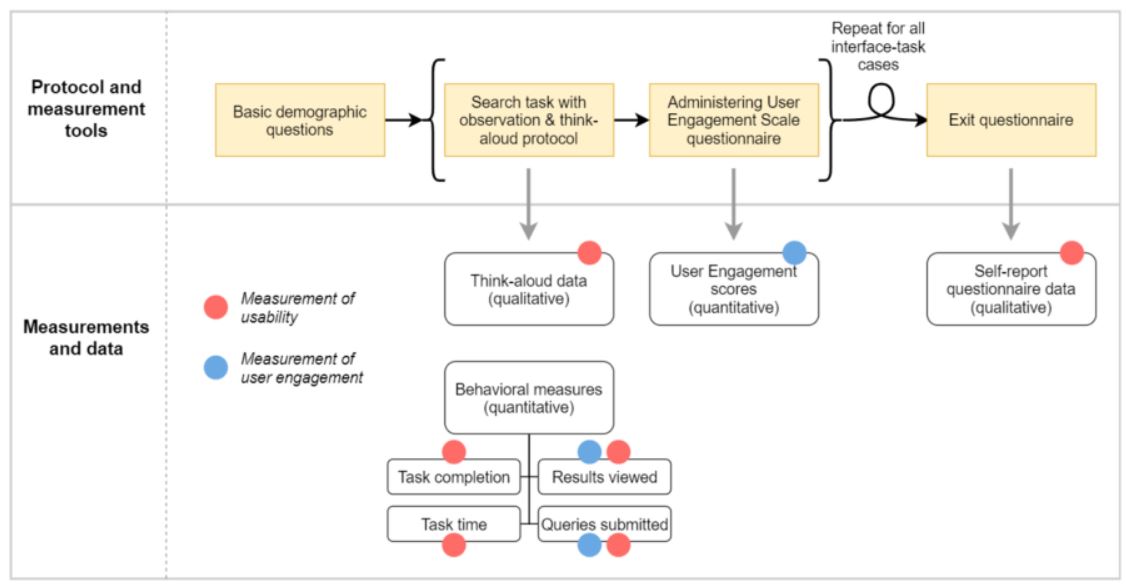 Repeat for all
interface-task
cases
Protocol and
measurement
tools
Basic demographic
questions
Search task with
observation & think-
aloud protocol
Administering User
Engagement Scale
questionnaire
Exit questionnaire
Measurements
and data
Measurement of
usability
Measurement of
user engagement
Think-aloud data
(qualitative)
User Engagement
scores
(quantitative)
Self-report
questionnaire data
(qualitative)
Behavioral measures
(quantitative)
Task completion
Results viewed
Task time
Queries submitted